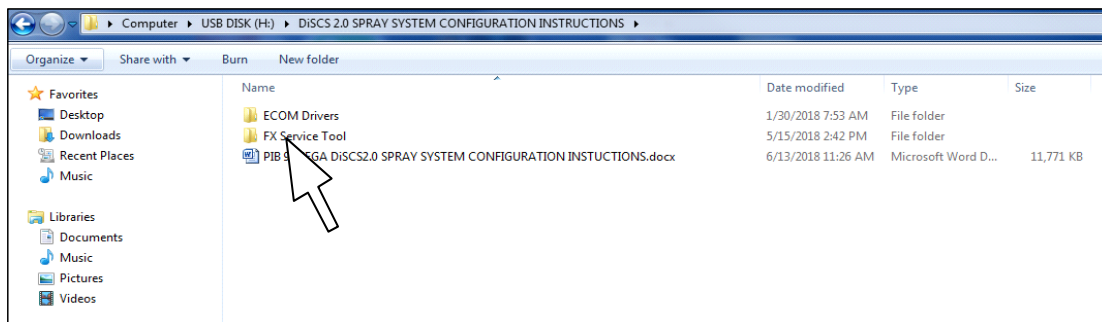 Computer ▸ USB DISK (H:) ▸ DiSCS 2.0 SPRAY SYSTEM CONFIGURATION INSTRUCTIONS ▸
Organize ▾ Share with ▾ Burn New folder
Name Date modified Type Size
Favorites
Desktop
Downloads
Recent Places
Music
Libraries
Documents
Music
Pictures
Videos
ECOM Drivers 1/30/2018 7:53 AM File folder
FX Service Tool 5/15/2018 2:42 PM File folder
PIB GA DiSCS2.0 SPRAY SYSTEM CONFIGURATION INSTUCTIONS.docx 6/13/2018 11:26 AM Microsoft Word D... 11,771 KB